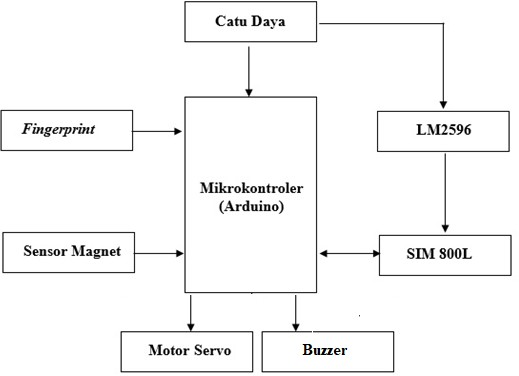 Catu Daya
Fingerprint
LM2596
Mikrokontroler
(Arduino)
Sensor Magnet
SIM 800L
Motor Servo
Buzzer